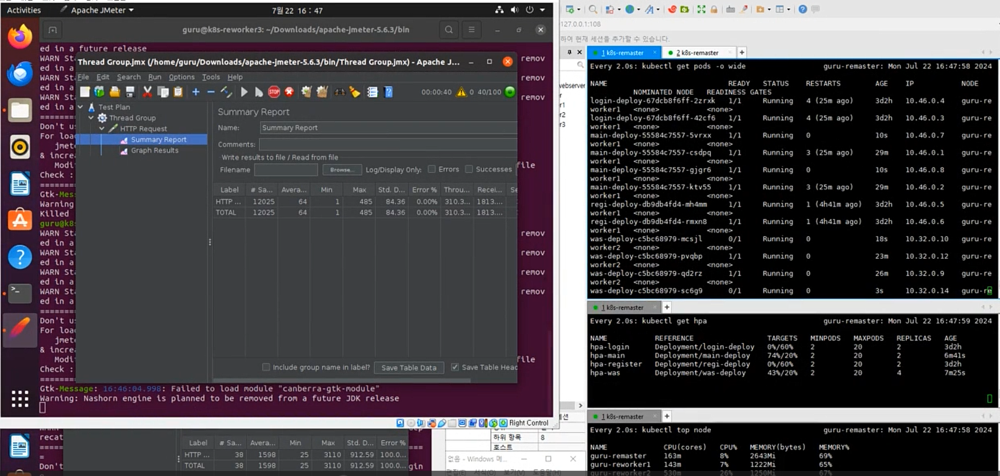 Activities
Apache JMeter
7월 22 16 : 47
guru@k8s-reworker3: ~/Downloads/apache-jmeter-5.6.3/bin
ed in a future release
WARN Sta
remov
ed in a
WARN Sta
remov
ed in a
WARN Sta
remov
ed in a
Don't us
For loa
jmete
& increa
Modi
file
Check :
Gtk-Mess
Warning
Killed
guru@k8s
WARN Sta
remov
ed in a
WARN Sta
remov
ed in a
WARN Sta
remov
ed in a
WARN Sta
remov
ed in a
Don't us
For loa
jmete
& increa
Modif
file
Check :
Gtk-Message: 16:46:04.998: Failed to load module "canberra-gtk-module"
Warning: Nashorn engine is planned to be removed from a future JDK release
Thread Group.jmx (/home/guru/Downloads/apache-jmeter-5.6.3/bin/Thread Group.jmx) - Apache J...
File Edit Search Run Options Tools Help
STOP
00:00:40 0 40/100
Test Plan
Thread Group
HTTP Request
Summary Report
Graph Results
Summary Report
Name: Summary Report
Comments:
Write results to file / Read from file
Filename Browse... Log/Display Only: Errors Successes
Label # Sa... Avera... Min Max Std. D... Error % Throu... Recei... Se
HTTP ... 12025 64 1 485 84.36 0.00% 310.3... 1813....
TOTAL 12025 64 1 485 84.36 0.00% 310.3... 1813....
Include group name in label? Save Table Data Save Table Head
Right Control
recat
=
Don't
gin
Label # Sa... Avera... Min Max Std. D... Error %
HTTP ... 38 1598 25 3110 912.59 100.0...
TOTAL 38 1598 25 3110 912.59 100.0...
하위 항목 8
호스트
없음 - Windows 메...
127.0.0.1:108
하여 현재 세션을 추가할 수 있습니다.
webserver
r1
r2
r3
1 k8s-remaster
2 k8s-remaster
Every 2.0s: kubectl get pods -o wide guru-remaster: Mon Jul 22 16:47:58 2024
NAME READY STATUS RESTARTS AGE IP NODE
NOMINATED NODE READINESS GATES
login-deploy-67dcb8f6ff-2zrxk 1/1 Running 4 (25m ago) 3d2h 10.46.0.4 guru-re
worker1 <none> <none>
login-deploy-67dcb8f6ff-42cf6 1/1 Running 4 (25m ago) 3d2h 10.46.0.3 guru-re
worker1 <none> <none>
main-deploy-55584c7557-5vrxx 1/1 Running 0 10s 10.46.0.7 guru-re
worker1 <none> <none>
main-deploy-55584c7557-csdpq 1/1 Running 3 (25m ago) 29m 10.46.0.1 guru-re
worker1 <none> <none>
main-deploy-55584c7557-gjgr6 1/1 Running 0 10s 10.46.0.8 guru-re
worker1 <none> <none>
main-deploy-55584c7557-ktv55 1/1 Running 3 (25m ago) 29m 10.46.0.2 guru-re
worker1 <none> <none>
regi-deploy-db9db4fd4-mh4mm 1/1 Running 1 (4h41m ago) 3d2h 10.46.0.5 guru-re
worker1 <none> <none>
regi-deploy-db9db4fd4-rmxn8 1/1 Running 1 (4h41m ago) 3d2h 10.46.0.6 guru-re
worker1 <none> <none>
was-deploy-c5bc68979-mcsjl 0/1 Running 0 18s 10.32.0.10 guru-re
worker2 <none> <none>
was-deploy-c5bc68979-pvqbp 1/1 Running 0 23m 10.32.0.12 guru-re
worker2 <none> <none>
was-deploy-c5bc68979-qd2rz 1/1 Running 0 26m 10.32.0.9 guru-re
worker2 <none> <none>
was-deploy-c5bc68979-sc6g9 0/1 Running 0 3s 10.32.0.14 guru-re
1 k8s-remaster
Every 2.0s: kubectl get hpa guru-remaster: Mon Jul 22 16:47:59 2024
NAME REFERENCE TARGETS MINPODS MAXPODS REPLICAS AGE
hpa-login Deployment/login-deploy 0%/60% 2 20 2 3d2h
hpa-main Deployment/main-deploy 74%/20% 2 20 2 6m41s
hpa-register Deployment/regi-deploy 0%/60% 2 20 2 3d2h
hpa-was Deployment/was-deploy 43%/20% 2 20 4 7m25s
1 k8s-remaster
Every 2.0s: kubectl top node guru-remaster: Mon Jul 22 16:47:58 2024
NAME CPU(cores) CPU% MEMORY(bytes) MEMORY%
guru-remaster 163m 8% 2643Mi 69%
guru-reworker1 143m 7% 1222Mi 65%
guru-reworker2 530m 26% 1250Mi 67%